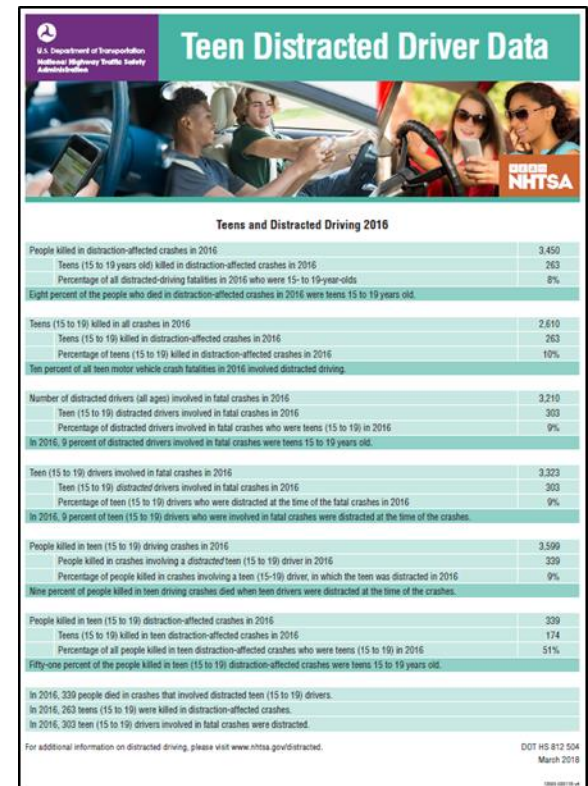 U.S. Department of Transportation
National Highway Traffic Safety
Administration
Teen Distracted Driver Data
NHTSA
Teens and Distracted Driving 2016
People killed in distraction-affected crashes in 2016 3,450
Teens (15 to 19 years old) killed in distraction-affected crashes in 2016 263
Percentage of all distracted-driving fatalities in 2016 who were 15- to 19-year-olds 8%
Eight percent of the people who died in distraction-affected crashes in 2016 were teens 15 to 19 years old.
Teens (15 to 19) killed in all crashes in 2016 2,610
Teens (15 to 19) killed in distraction-affected crashes in 2016 263
Percentage of teens (15 to 19) killed in distraction-affected crashes in 2016 10%
Ten percent of all teen motor vehicle crash fatalities in 2016 involved distracted driving.
Number of distracted drivers (all ages) involved in fatal crashes in 2016 3,210
Teen (15 to 19) distracted drivers involved in fatal crashes in 2016 303
Percentage of distracted drivers involved in fatal crashes who were teens (15 to 19) in 2016 9%
In 2016, 9 percent of distracted drivers involved in fatal crashes were teens 15 to 19 years old.
Teen (15 to 19) drivers involved in fatal crashes in 2016 3,323
Teen (15 to 19) distracted drivers involved in fatal crashes in 2016 303
Percentage of teen (15 to 19) drivers who were distracted at the time of the fatal crashes in 2016 9%
In 2016, 9 percent of teen (15 to 19) drivers who were involved in fatal crashes were distracted at the time of the crashes.
People killed in teen (15 to 19) driving crashes in 2016 3,599
People killed in crashes involving a distracted teen (15 to 19) driver in 2016 339
Percentage of people killed in crashes involving a teen (15-19) driver, in which the teen was distracted in 2016 9%
Nine percent of people killed in teen driving crashes died when teen drivers were distracted at the time of the crashes.
People killed in teen (15 to 19) distraction-affected crashes in 2016 339
Teens (15 to 19) killed in teen distraction-affected crashes in 2016 174
Percentage of all people killed in teen distraction-affected crashes who were teens (15 to 19) in 2016 51%
Fifty-one percent of the people killed in teen (15 to 19) distraction-affected crashes were teens 15 to 19 years old.
In 2016, 339 people died in crashes that involved distracted teen (15 to 19) drivers.
In 2016, 263 teens (15 to 19) were killed in distraction-affected crashes.
In 2016, 303 teen (15 to 19) drivers involved in fatal crashes were distracted.
For additional information on distracted driving, please visit www.nhtsa.gov/distracted. DOT HS 812 504
March 2018